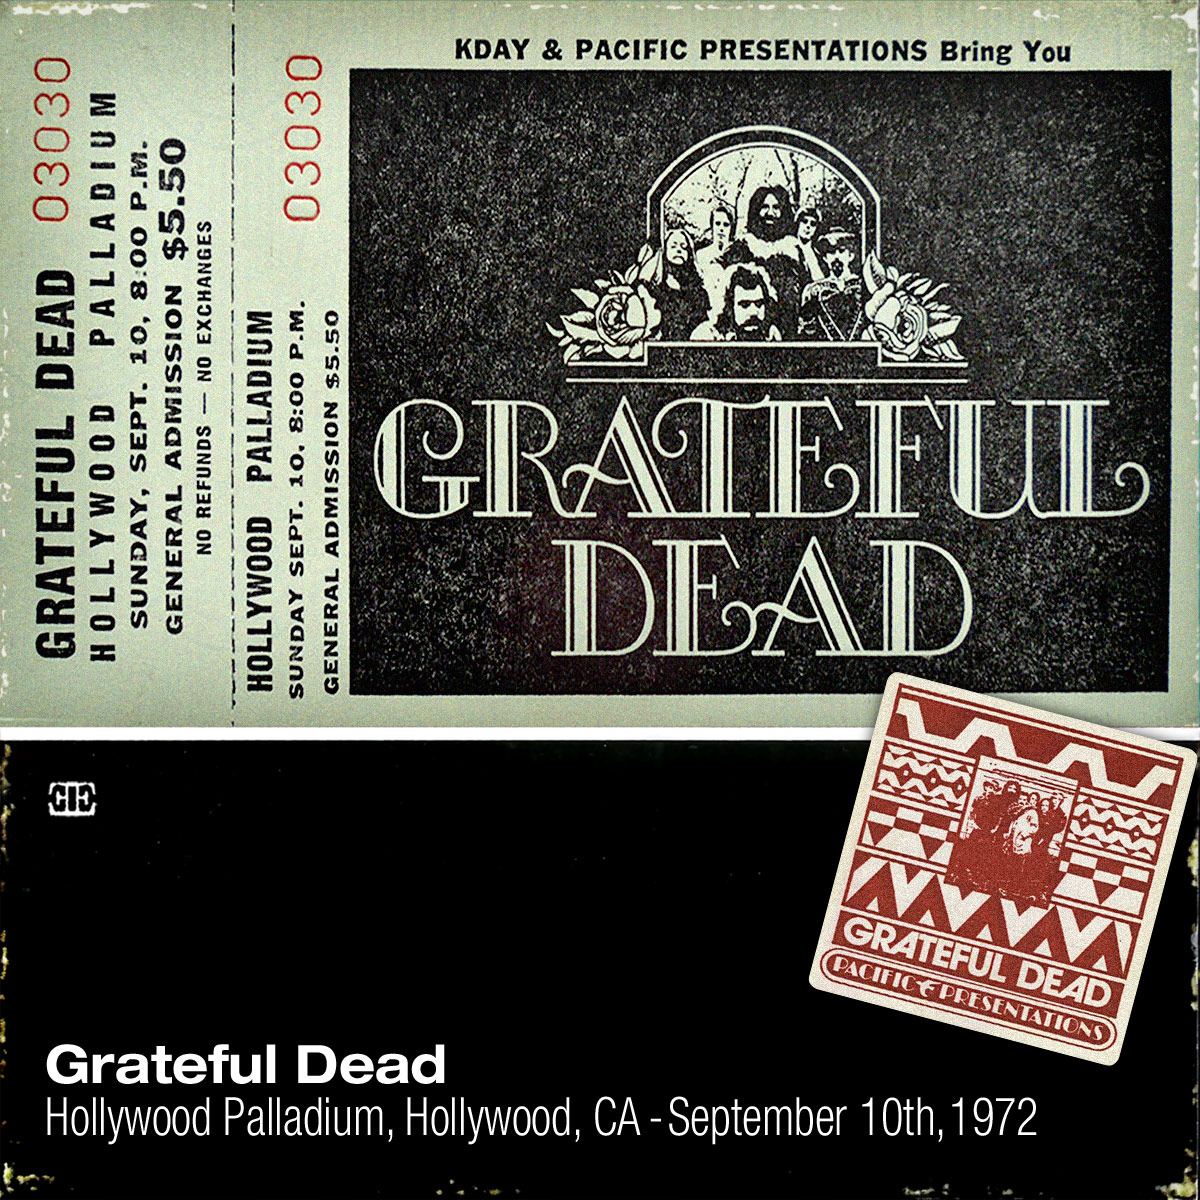 GRATEFUL DEAD 03030
HOLLYWOOD PALLADIUM
SUNDAY, SEPT. 10, 8:00 P.M.
GENERAL ADMISSION $5.50
NO REFUNDS — NO EXCHANGES
03030
HOLLYWOOD PALLADIUM
SUNDAY SEPT. 10. 8:00 P.M.
GENERAL ADMISSION $5.50
KDAY & PACIFIC PRESENTATIONS Bring You
GRATEFUL
DEAD
GRATEFUL DEAD
PACIFIC PRESENTATIONS
Grateful Dead
Hollywood Palladium, Hollywood, CA - September 10th, 1972